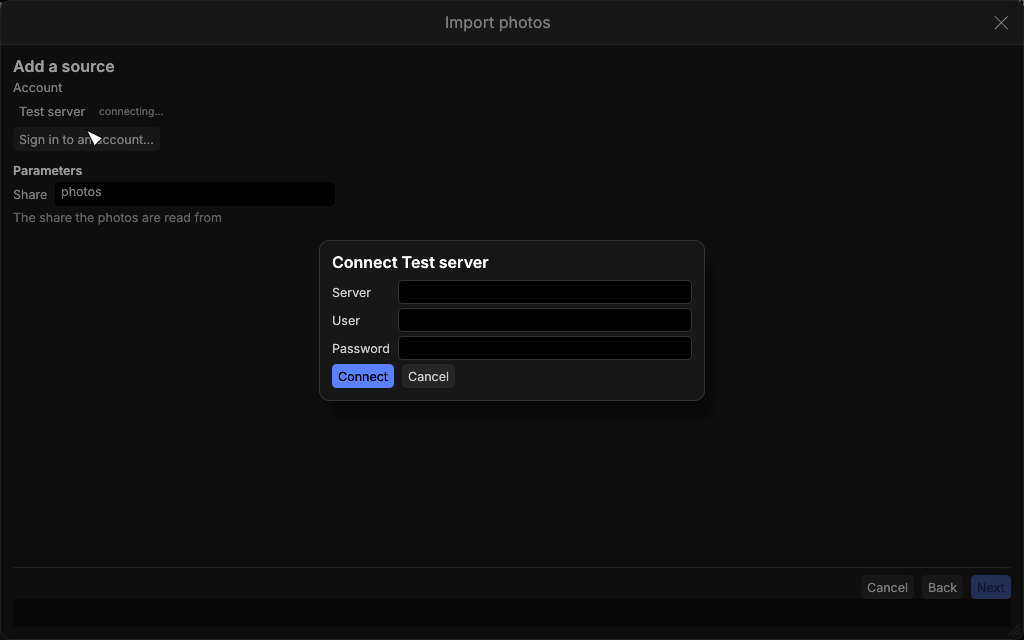 Import photos
Add a source
Account
Test server connecting...
Sign in to an account...
Parameters
Share photos
The share the photos are read from
Connect Test server
Server
User
Password
Connect Cancel
Cancel Back Next